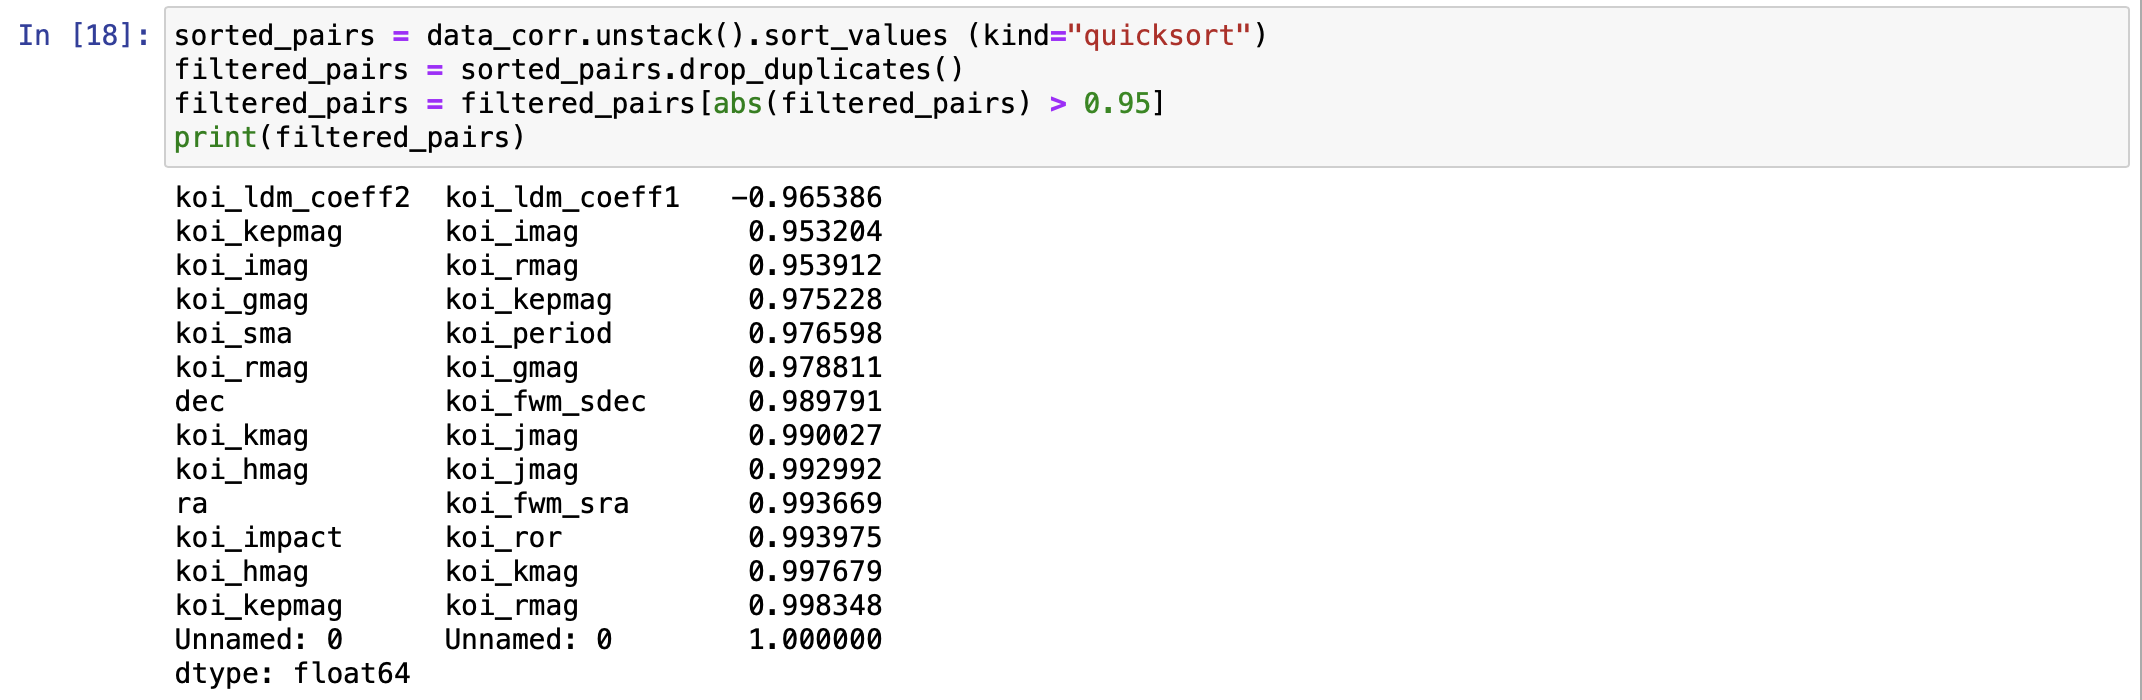 In [18]: sorted_pairs = data_corr.unstack().sort_values (kind="quicksort")
filtered_pairs = sorted_pairs.drop_duplicates()
filtered_pairs = filtered_pairs[abs(filtered_pairs) > 0.95]
print(filtered_pairs)
koi_ldm_coeff2  koi_ldm_coeff1   -0.965386
koi_kepmag      koi_imag          0.953204
koi_imag        koi_rmag          0.953912
koi_gmag        koi_kepmag        0.975228
koi_sma         koi_period        0.976598
koi_rmag        koi_gmag          0.978811
dec             koi_fwm_sdec      0.989791
koi_kmag        koi_jmag          0.990027
koi_hmag        koi_jmag          0.992992
ra              koi_fwm_sra       0.993669
koi_impact      koi_ror           0.993975
koi_hmag        koi_kmag          0.997679
koi_kepmag      koi_rmag          0.998348
Unnamed: 0      Unnamed: 0        1.000000
dtype: float64